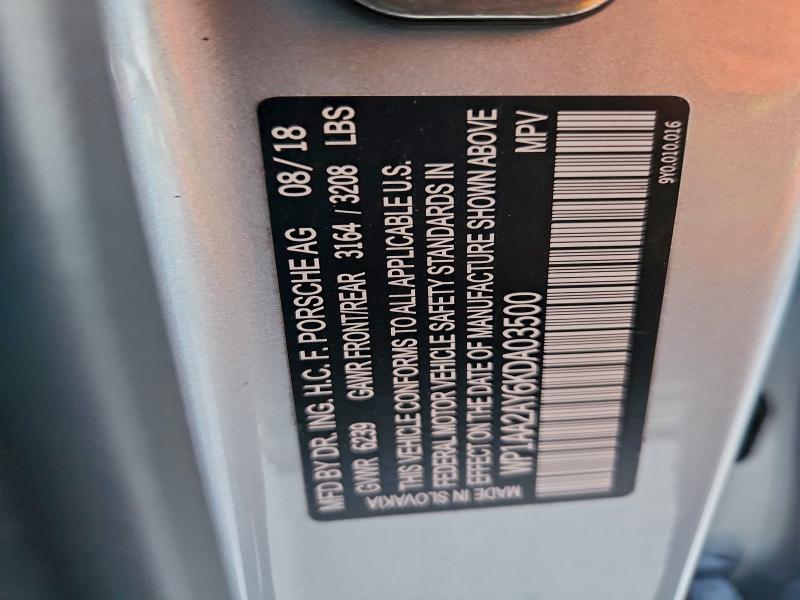 MFD BY DR. ING. H.C. F. PORSCHE AG 08/18
GVWR 6239 GAWR FRONT/REAR 3164 / 3208 LBS
THIS VEHICLE CONFORMS TO ALL APPLICABLE U.S.
FEDERAL MOTOR VEHICLE SAFETY STANDARDS IN
EFFECT ON THE DATE OF MANUFACTURE SHOWN ABOVE
WP1AA2AY6KDA03500 MPV
MADE IN SLOVAKIA
9Y0.010.016